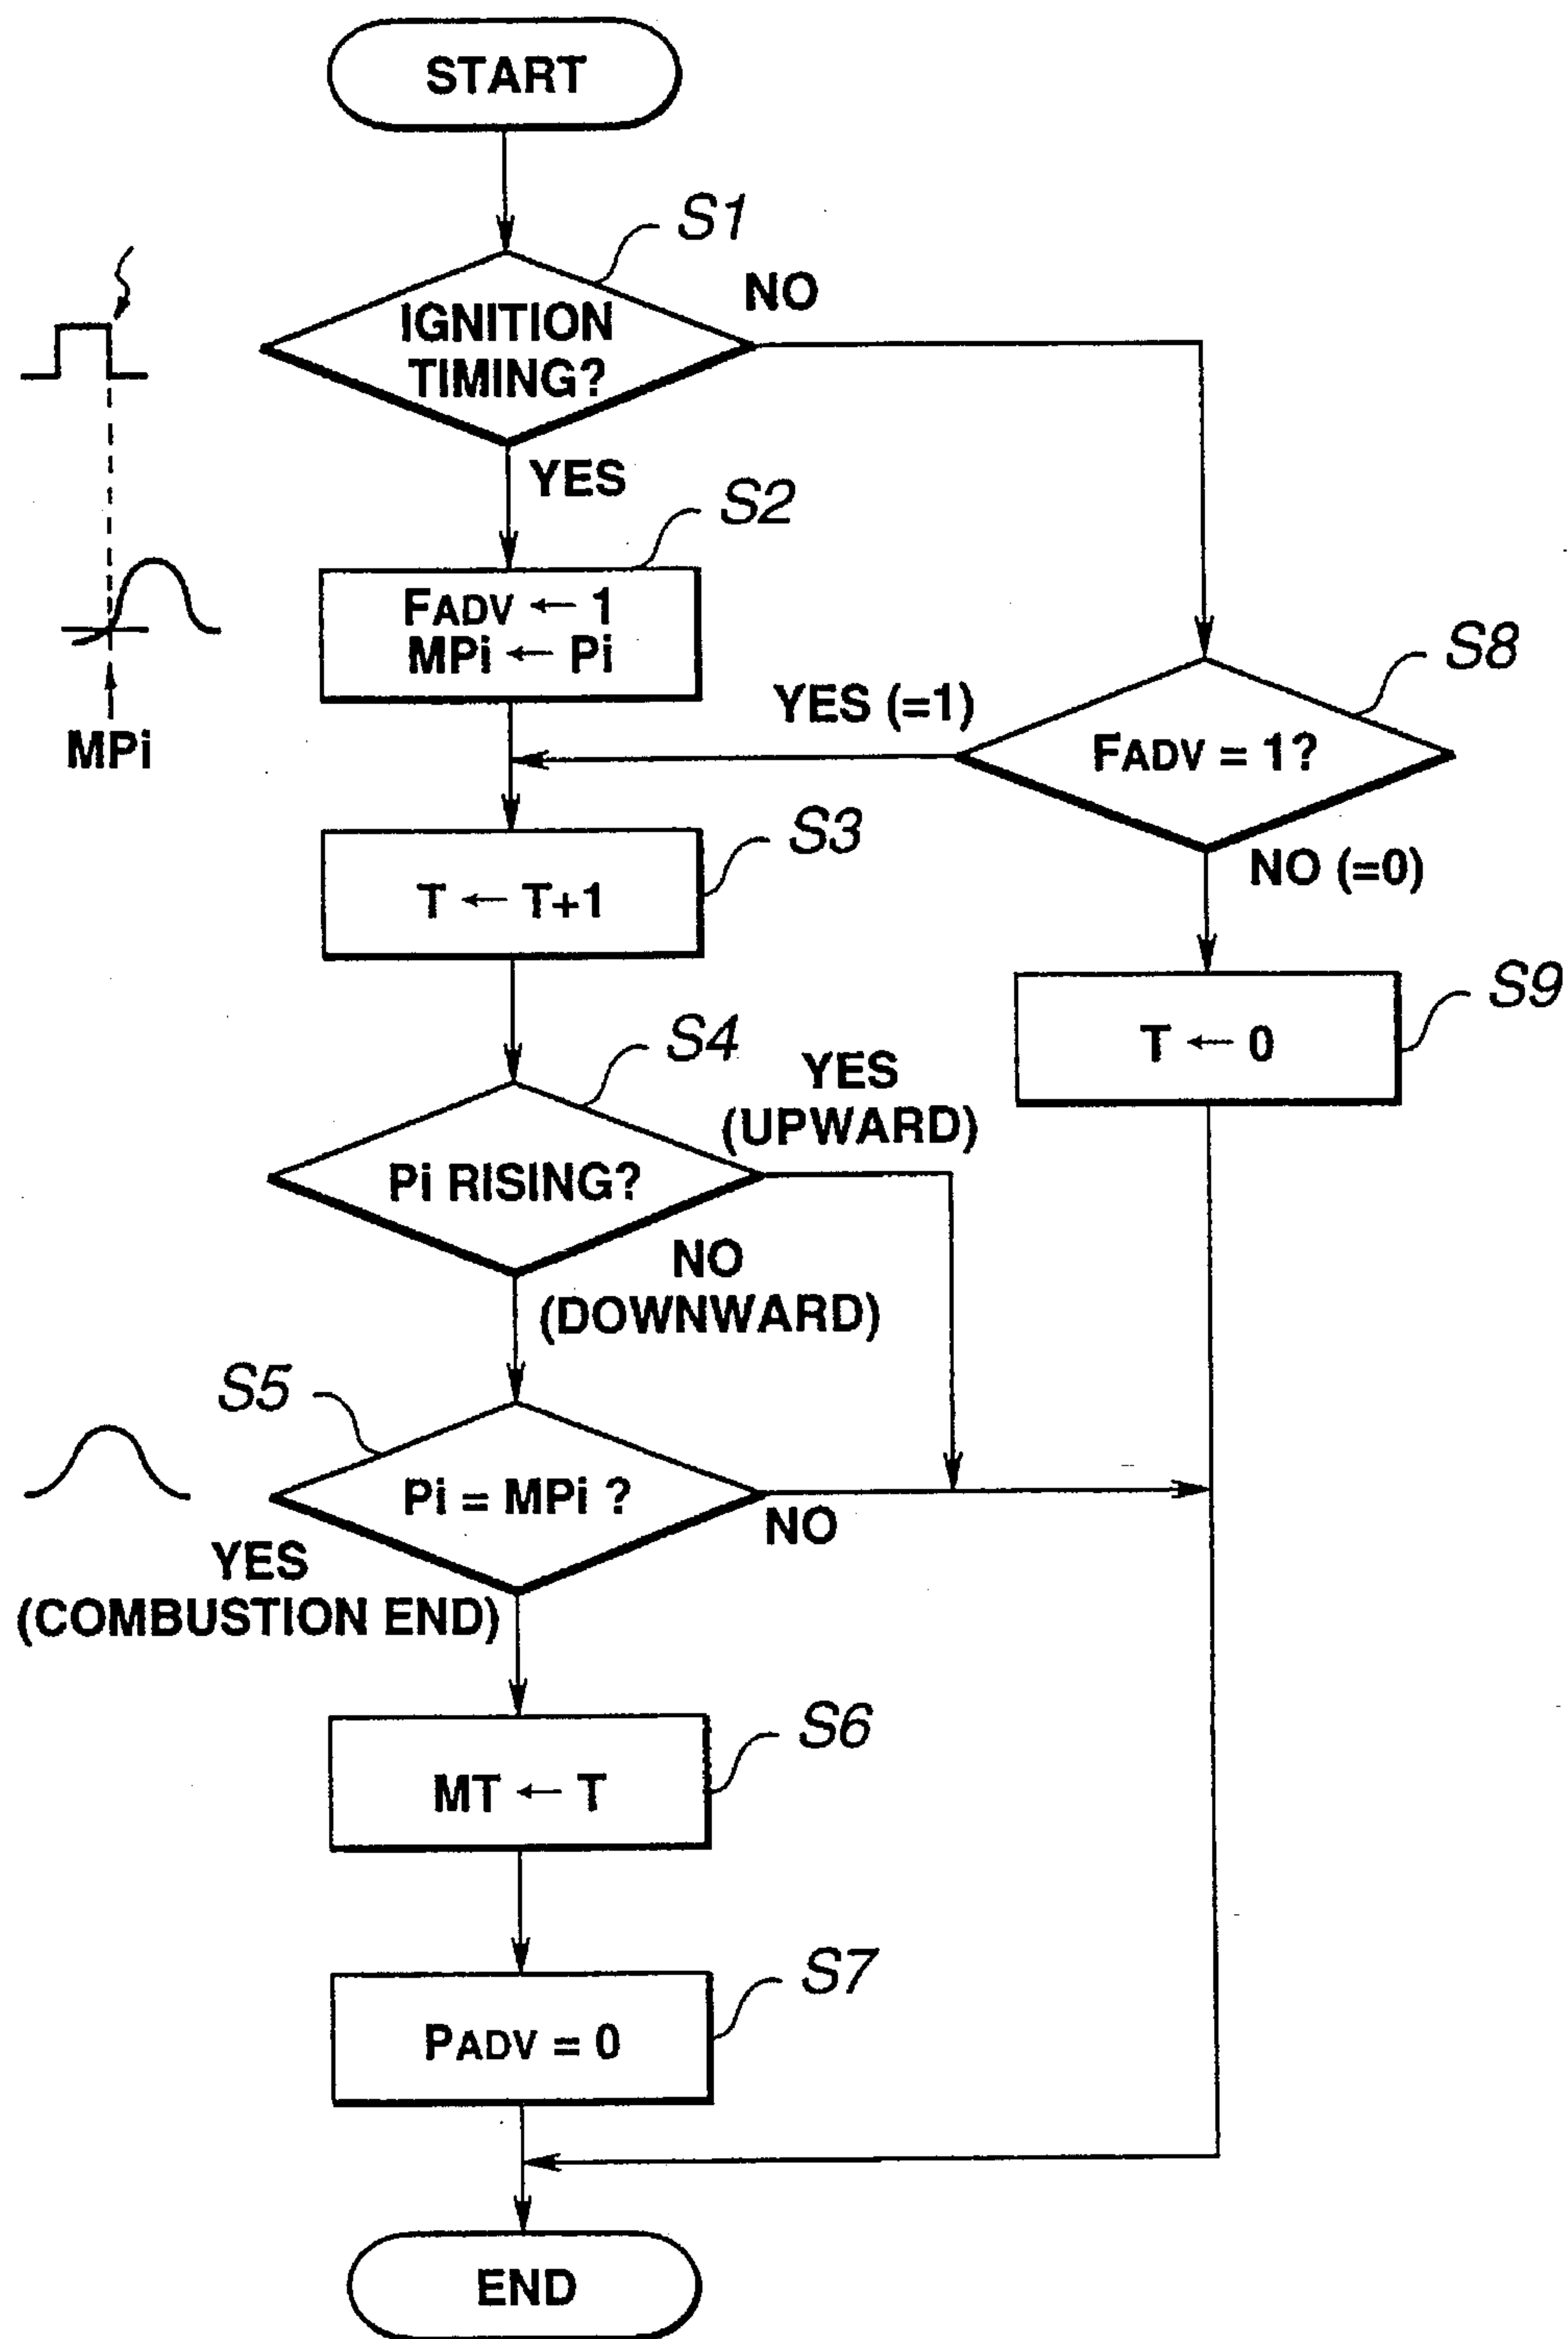 START
S1
NO
IGNITION
TIMING?
YES
S2
FADV ← 1
MPi ← Pi
MPi
S8
YES (=1)
FADV = 1?
NO (=0)
S3
T ← T+1
S9
T ← 0
S4
YES
(UPWARD)
Pi RISING?
NO
(DOWNWARD)
S5
Pi = MPi ?
NO
YES
(COMBUSTION END)
S6
MT ← T
S7
PADV = 0
END